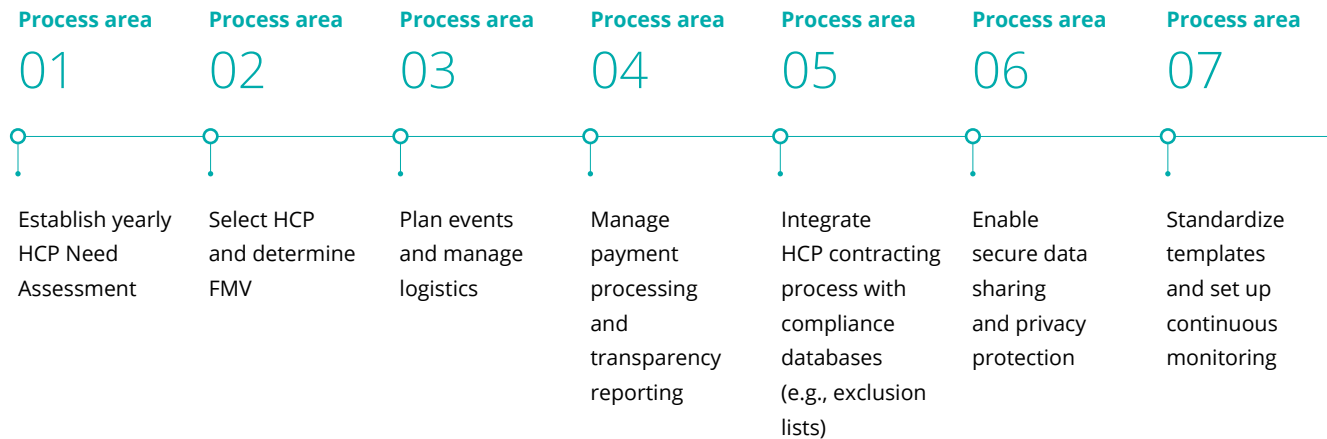 Process area
01
Establish yearly
HCP Need
Assessment
Process area
02
Select HCP
and determine
FMV
Process area
03
Plan events
and manage
logistics
Process area
04
Manage
payment
processing
and
transparency
reporting
Process area
05
Integrate
HCP contracting
process with
compliance
databases
(e.g., exclusion
lists)
Process area
06
Enable
secure data
sharing
and privacy
protection
Process area
07
Standardize
templates
and set up
continuous
monitoring